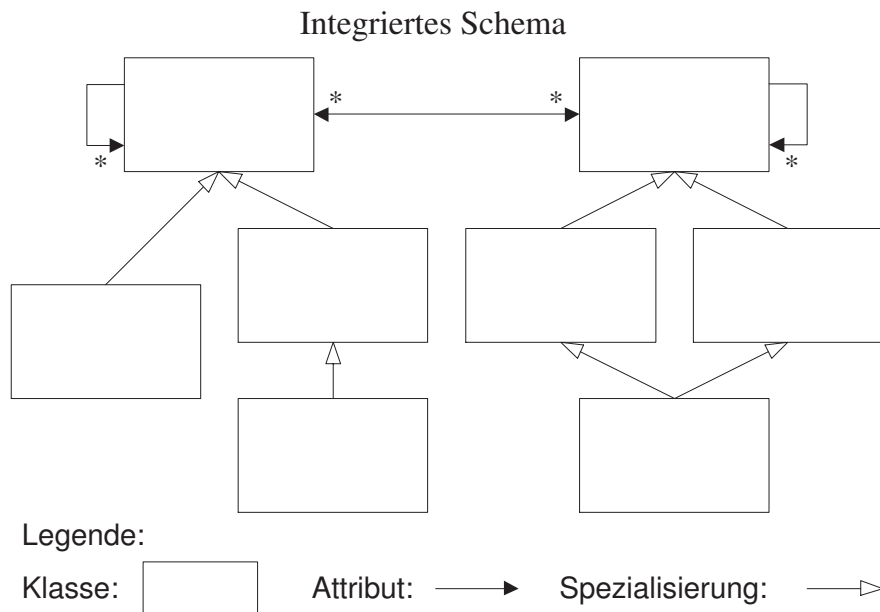 Integriertes Schema
* *
* *
Legende:
Klasse: Attribut: Spezialisierung: